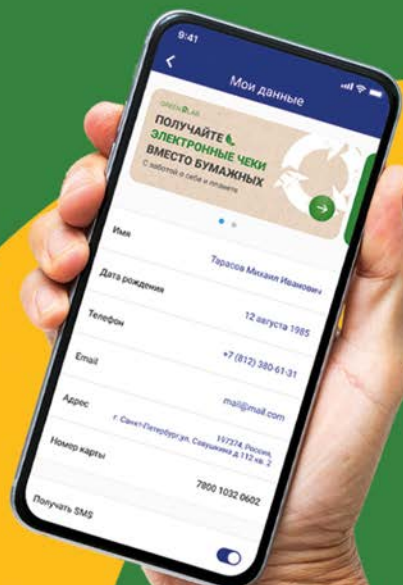 9:41
Мои данные
GREEN LAB
ПОЛУЧАЙТЕ
ЭЛЕКТРОННЫЕ ЧЕКИ
ВМЕСТО БУМАЖНЫХ
С заботой о себе и планете
Имя
Тарасов Михаил Иванович
Дата рождения
12 августа 1985
Телефон
+7 (812) 380-61-31
Email
mail@mail.com
Адрес
197374, Россия,
г. Санкт-Петербург, ул. Савушкина д.112 кв. 2
Номер карты
7800 1032 0602
Получать SMS